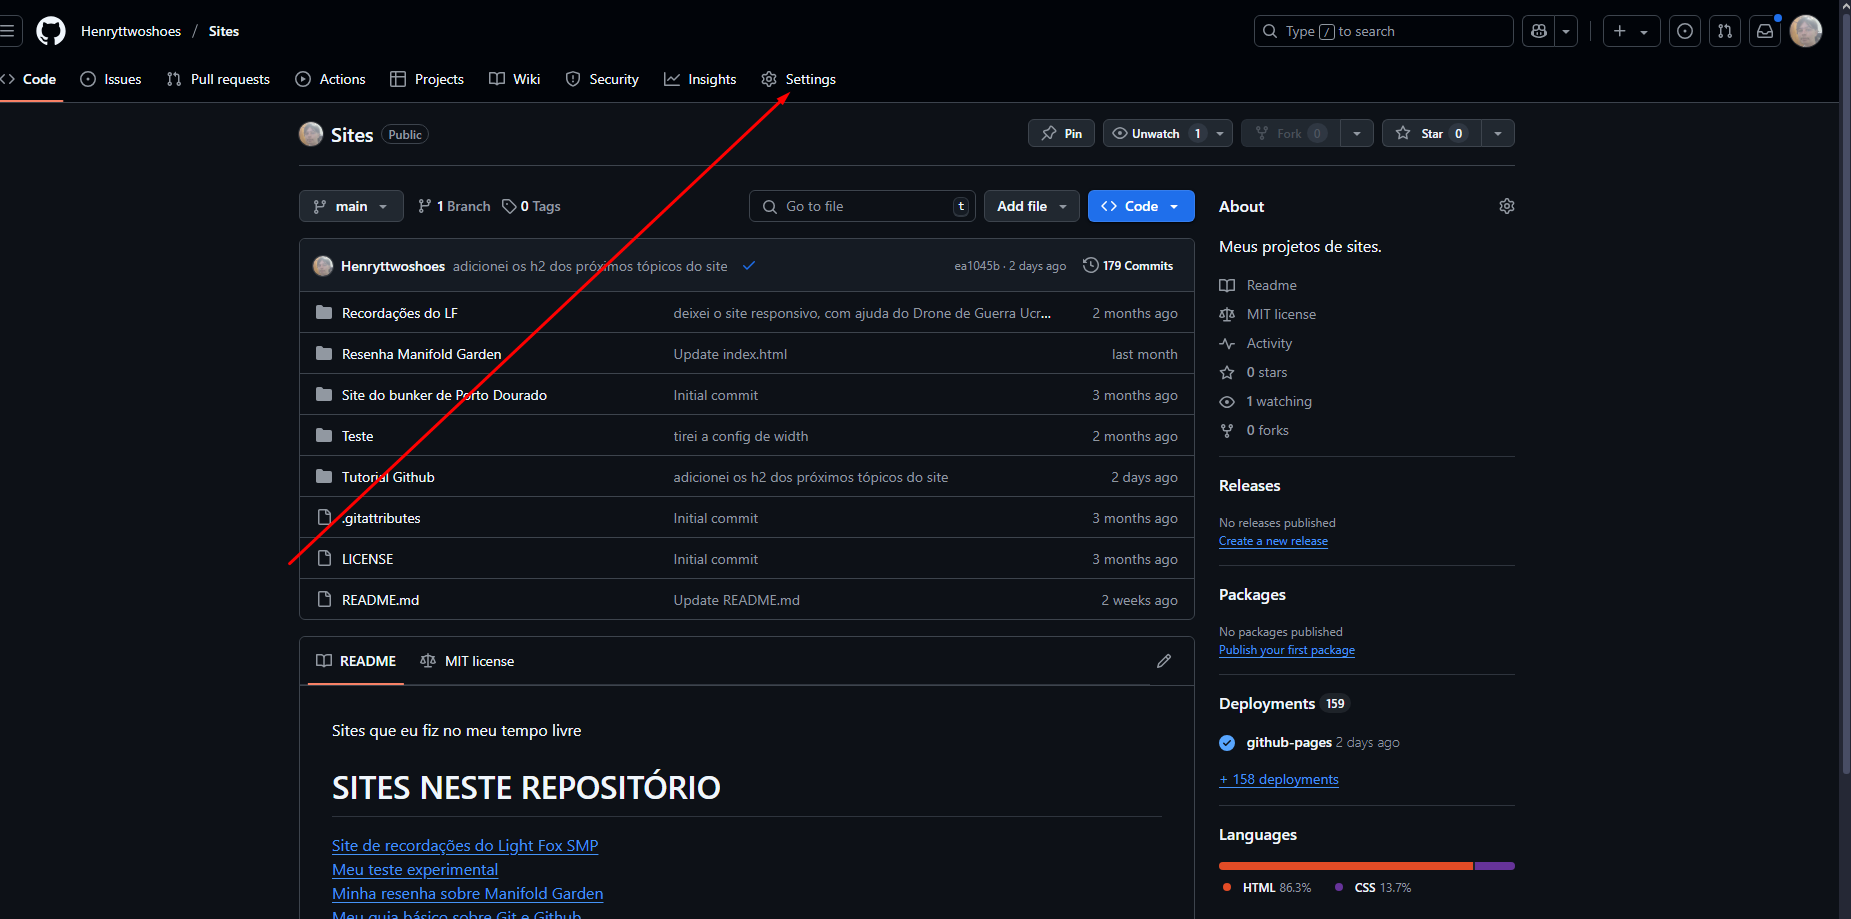 Henryttwoshoes / Sites
Type / to search
Code Issues Pull requests Actions Projects Wiki Security Insights Settings
Sites Public
Pin Unwatch 1 Fork 0 Star 0
main 1 Branch 0 Tags
Go to file t Add file Code
Henryttwoshoes adicionei os h2 dos próximos tópicos do site ea1045b · 2 days ago 179 Commits
Recordações do LF deixei o site responsivo, com ajuda do Drone de Guerra Ucr... 2 months ago
Resenha Manifold Garden Update index.html last month
Site do bunker de Porto Dourado Initial commit 3 months ago
Teste tirei a config de width 2 months ago
Tutorial Github adicionei os h2 dos próximos tópicos do site 2 days ago
.gitattributes Initial commit 3 months ago
LICENSE Initial commit 3 months ago
README.md Update README.md 2 weeks ago
README MIT license
Sites que eu fiz no meu tempo livre
SITES NESTE REPOSITÓRIO
Site de recordações do Light Fox SMP
Meu teste experimental
Minha resenha sobre Manifold Garden
Meu guia básico sobre Git e Github
About
Meus projetos de sites.
Readme
MIT license
Activity
0 stars
1 watching
0 forks
Releases
No releases published
Create a new release
Packages
No packages published
Publish your first package
Deployments 159
github-pages 2 days ago
+ 158 deployments
Languages
HTML 86.3% CSS 13.7%